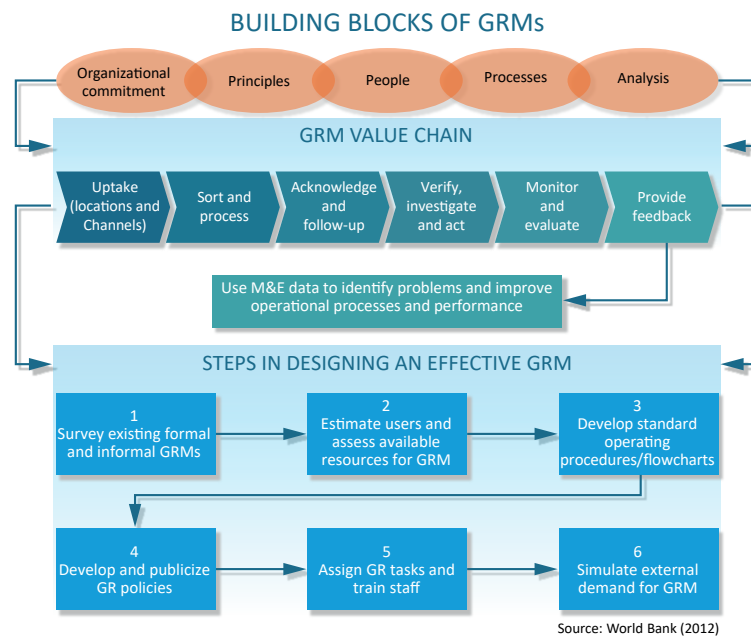 BUILDING BLOCKS OF GRMs
Organizational
commitment
Principles
People
Processes
Analysis
GRM VALUE CHAIN
Uptake
(locations and
Channels)
Sort and
process
Acknowledge
and
follow-up
Verify,
investigate
and act
Monitor
and
evaluate
Provide
feedback
Use M&E data to identify problems and improve
operational processes and performance
STEPS IN DESIGNING AN EFFECTIVE GRM
1
Survey existing formal
and informal GRMs
2
Estimate users and
assess available
resources for GRM
3
Develop standard
operating
procedures/flowcharts
4
Develop and publicize
GR policies
5
Assign GR tasks and
train staff
6
Simulate external
demand for GRM
Source: World Bank (2012)